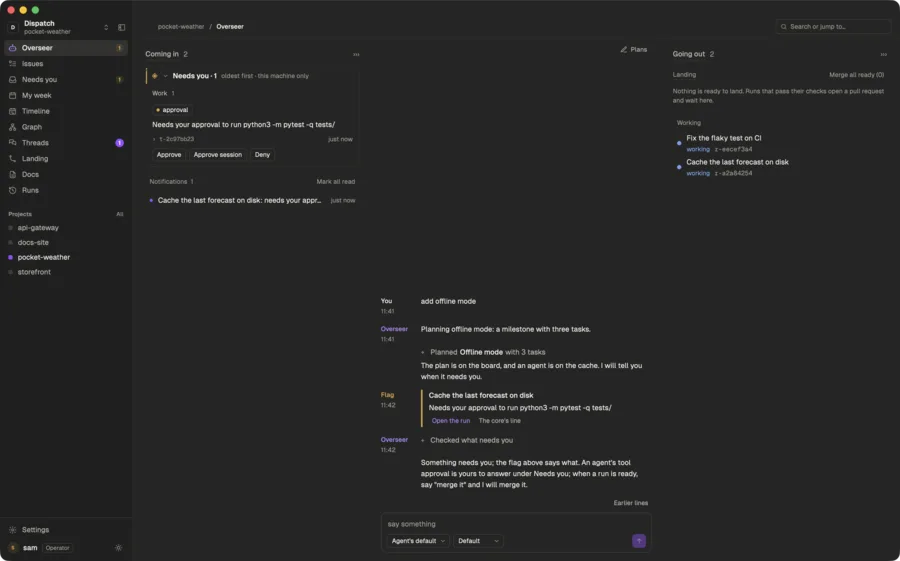 Dispatch
pocket-weather
Overseer 1
Issues
Needs you 1
My week
Timeline
Graph
Threads 1
Landing
Docs
Runs
Projects All
api-gateway
docs-site
pocket-weather
storefront
Settings
sam Operator
pocket-weather / Overseer
Search or jump to…
Coming in 2
Needs you · 1 oldest first · this machine only
Work 1
approval
Needs your approval to run python3 -m pytest -q tests/
t-2c97bb23 just now
Approve Approve session Deny
Notifications 1 Mark all read
Cache the last forecast on disk: needs your appr… just now
Plans
You add offline mode
11:41
Overseer Planning offline mode: a milestone with three tasks.
11:41
Planned Offline mode with 3 tasks
The plan is on the board, and an agent is on the cache. I will tell you
when it needs you.
Flag Cache the last forecast on disk
11:42 Needs your approval to run python3 -m pytest -q tests/
Open the run The core's line
Overseer Checked what needs you
11:42
Something needs you; the flag above says what. An agent's tool
approval is yours to answer under Needs you; when a run is ready,
say "merge it" and I will merge it.
Earlier lines
say something
Agent's default Default
Going out 2
Landing Merge all ready (0)
Nothing is ready to land. Runs that pass their checks open a pull request
and wait here.
Working
Fix the flaky test on CI
working
Cache the last forecast on disk
working